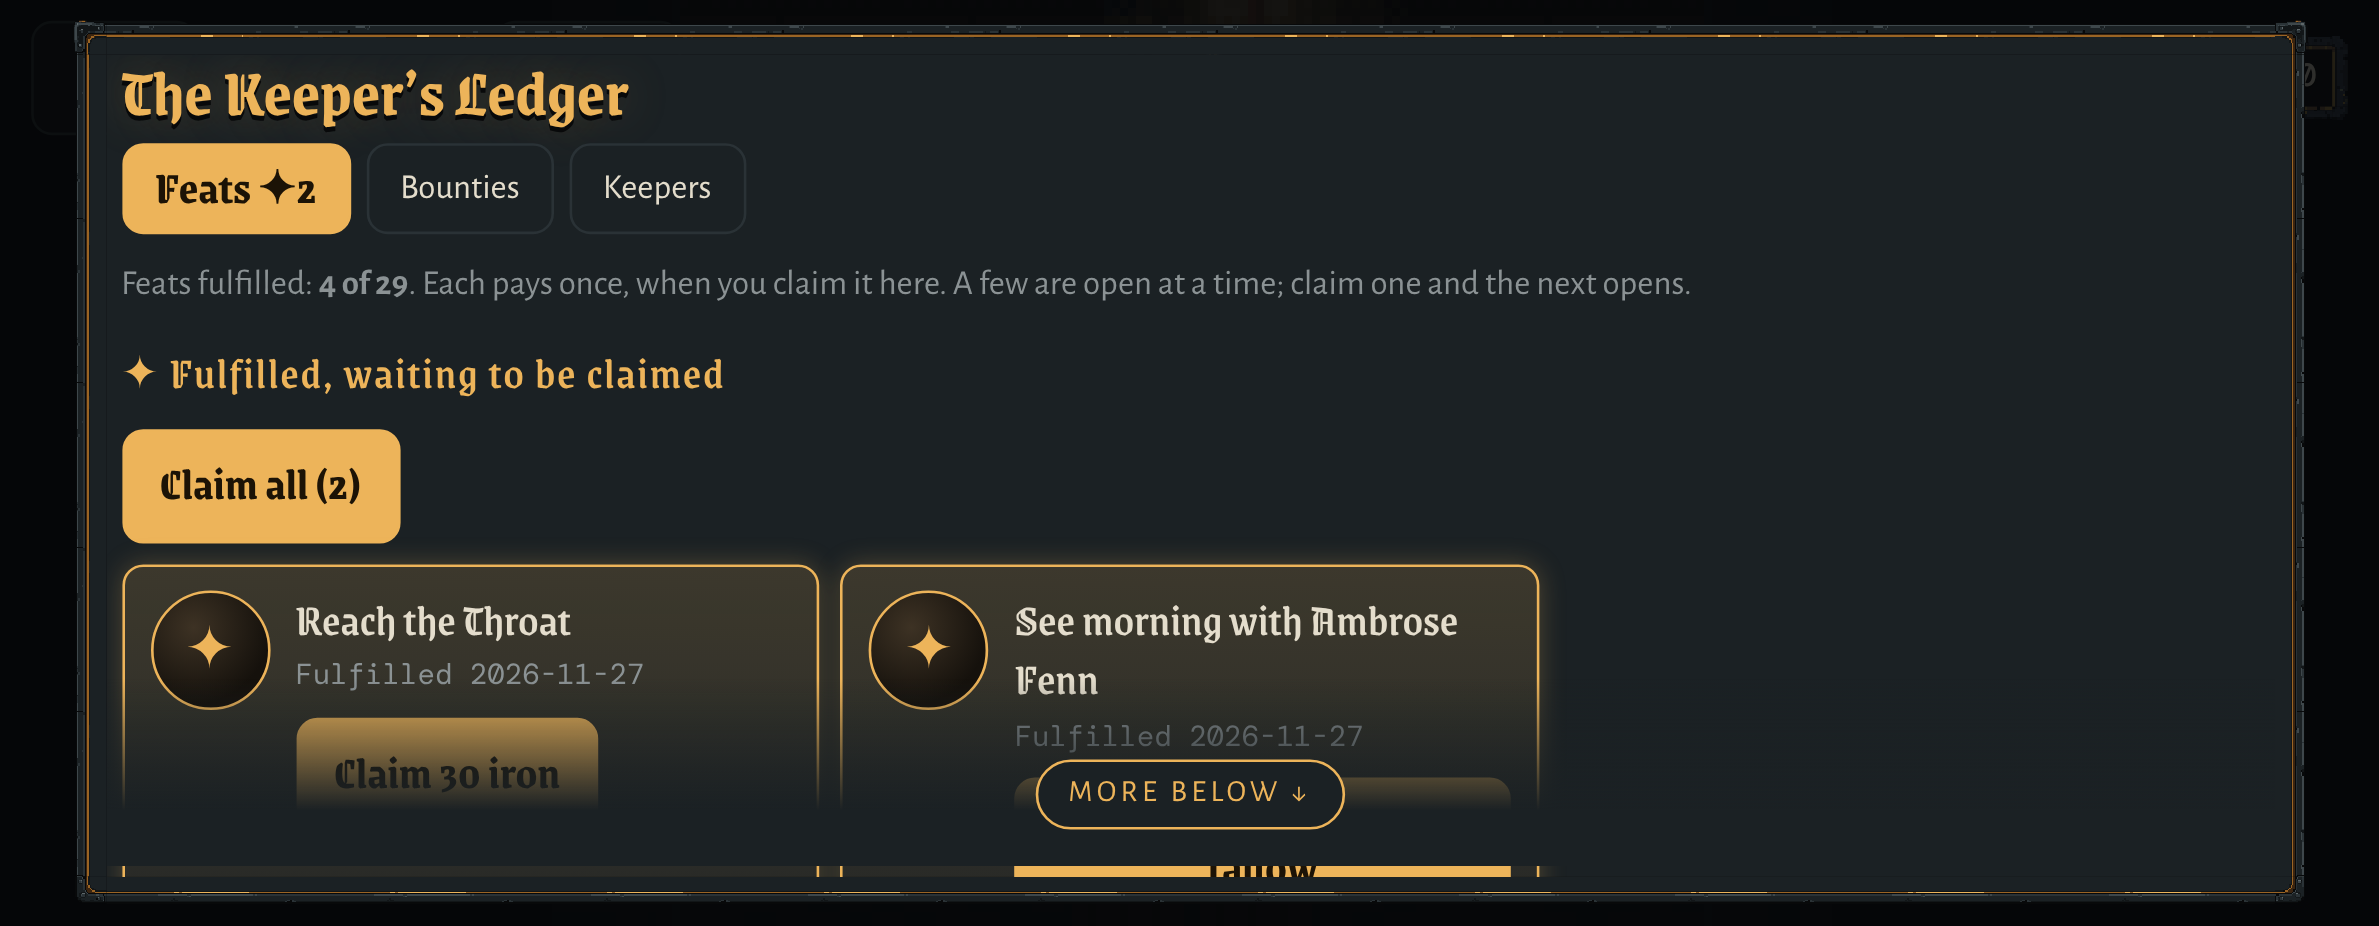 The Keeper's Ledger
Feats ✦2
Bounties
Keepers
Feats fulfilled: 4 of 29. Each pays once, when you claim it here. A few are open at a time; claim one and the next opens.
✦ Fulfilled, waiting to be claimed
Claim all (2)
Reach the Throat
Fulfilled 2026-11-27
Claim 30 iron
See morning with Ambrose
Fenn
Fulfilled 2026-11-27
MORE BELOW ↓